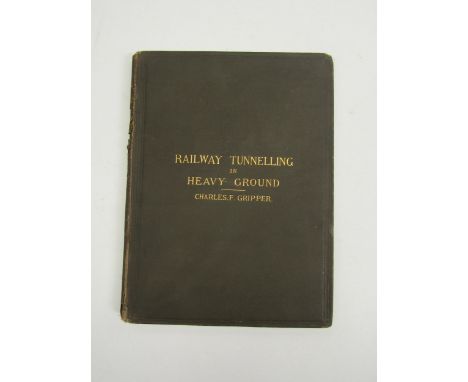 RAILWAY TUNNELLING
IN
HEAVY GROUND
CHARLES.F. GRIPPER